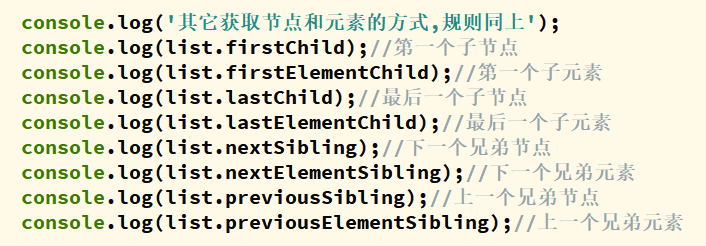 console.log('其它获取节点和元素的方式,规则同上');
console.log(list.firstChild);//第一个子节点
console.log(list.firstElementChild);//第一个子元素
console.log(list.lastChild);//最后一个子节点
console.log(list.lastElementChild);//最后一个子元素
console.log(list.nextSibling);//下一个兄弟节点
console.log(list.nextElementSibling);//下一个兄弟元素
console.log(list.previousSibling);//上一个兄弟节点
console.log(list.previousElementSibling);//上一个兄弟元素